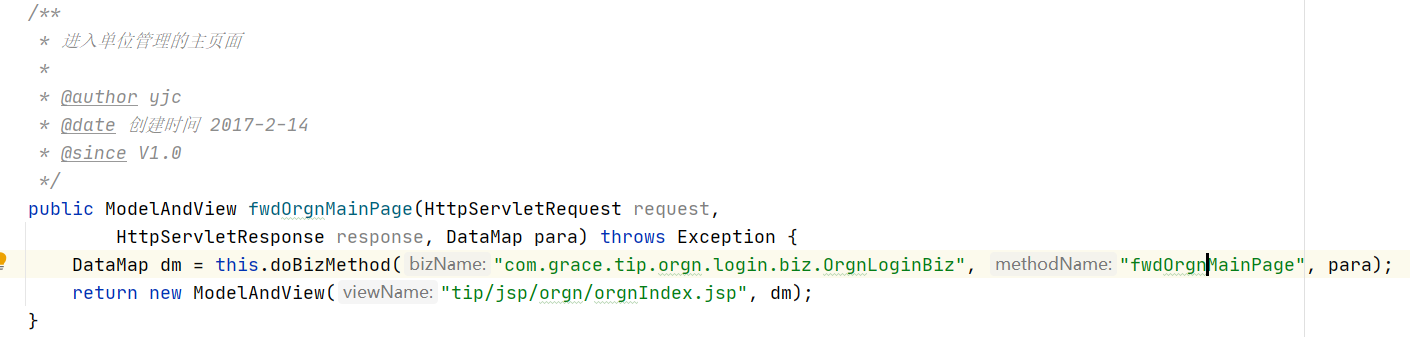 /**
 * 进入单位管理的主页面
 *
 * @author yjc
 * @date 创建时间 2017-2-14
 * @since V1.0
 */
public ModelAndView fwdOrgnMainPage(HttpServletRequest request,
        HttpServletResponse response, DataMap para) throws Exception {
    DataMap dm = this.doBizMethod( bizName: "com.grace.tip.orgn.login.biz.OrgnLoginBiz", methodName: "fwdOrgnMainPage", para);
    return new ModelAndView( viewName: "tip/jsp/orgn/orgnIndex.jsp", dm);
}